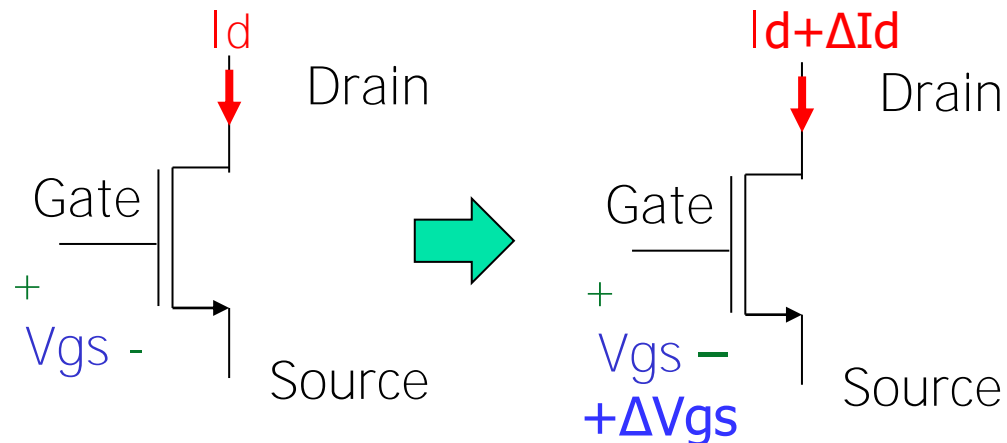 Id
Drain
Gate
+
Vgs -
Source
Id+ΔId
Drain
Gate
+
Vgs −
+ΔVgs
Source